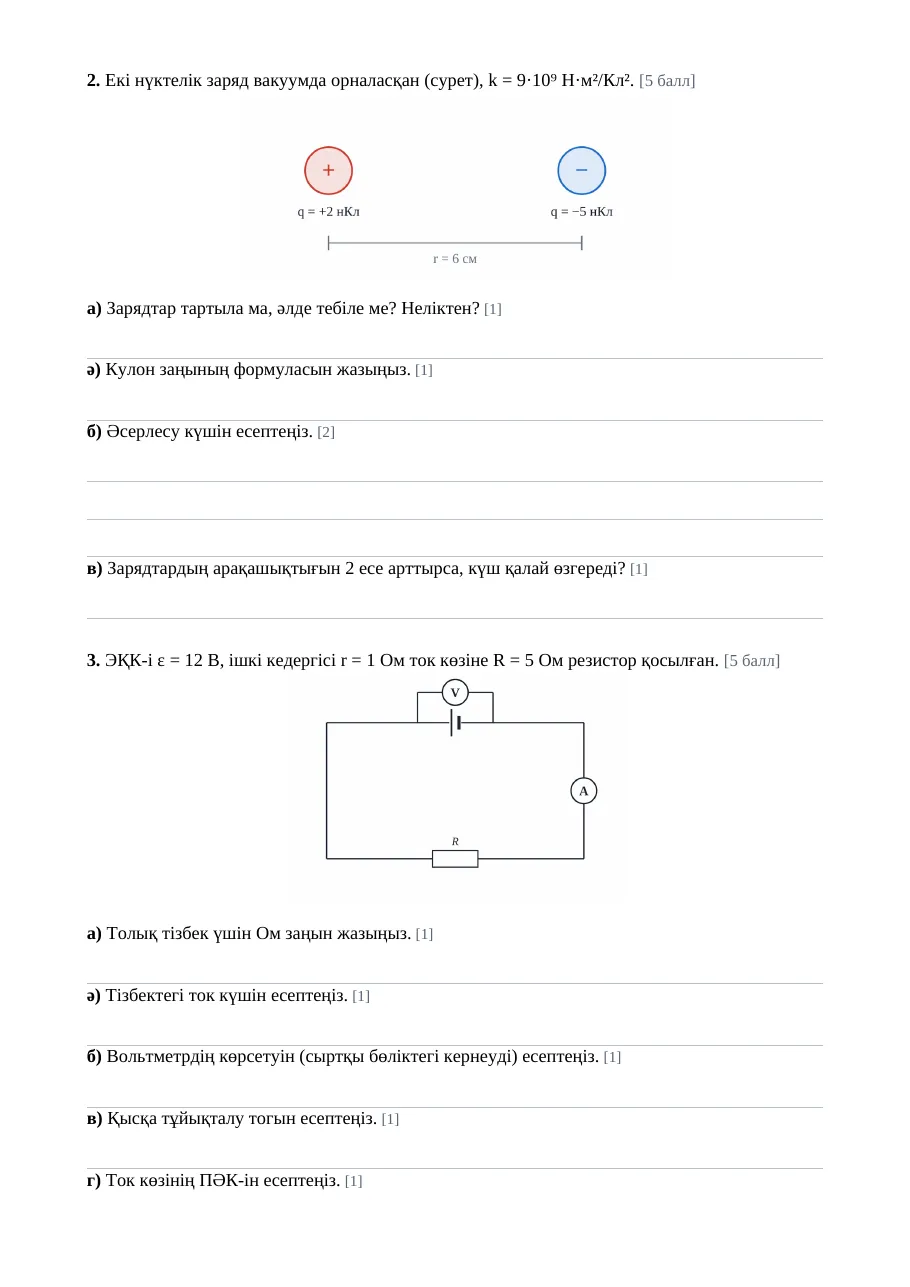 2. Екі нүктелік заряд вакуумда орналасқан (сурет), k = 9·10⁹ Н·м²/Кл². [5 балл]
+ −
q = +2 нКл q = −5 нКл
r = 6 см
а) Зарядтар тартыла ма, әлде тебіле ме? Неліктен? [1]
ә) Кулон заңының формуласын жазыңыз. [1]
б) Әсерлесу күшін есептеңіз. [2]
в) Зарядтардың арақашықтығын 2 есе арттырса, күш қалай өзгереді? [1]
3. ЭҚК-і ε = 12 В, ішкі кедергісі r = 1 Ом ток көзіне R = 5 Ом резистор қосылған. [5 балл]
V
A
R
а) Толық тізбек үшін Ом заңын жазыңыз. [1]
ә) Тізбектегі ток күшін есептеңіз. [1]
б) Вольтметрдің көрсетуін (сыртқы бөліктегі кернеуді) есептеңіз. [1]
в) Қысқа тұйықталу тогын есептеңіз. [1]
г) Ток көзінің ПӘК-ін есептеңіз. [1]